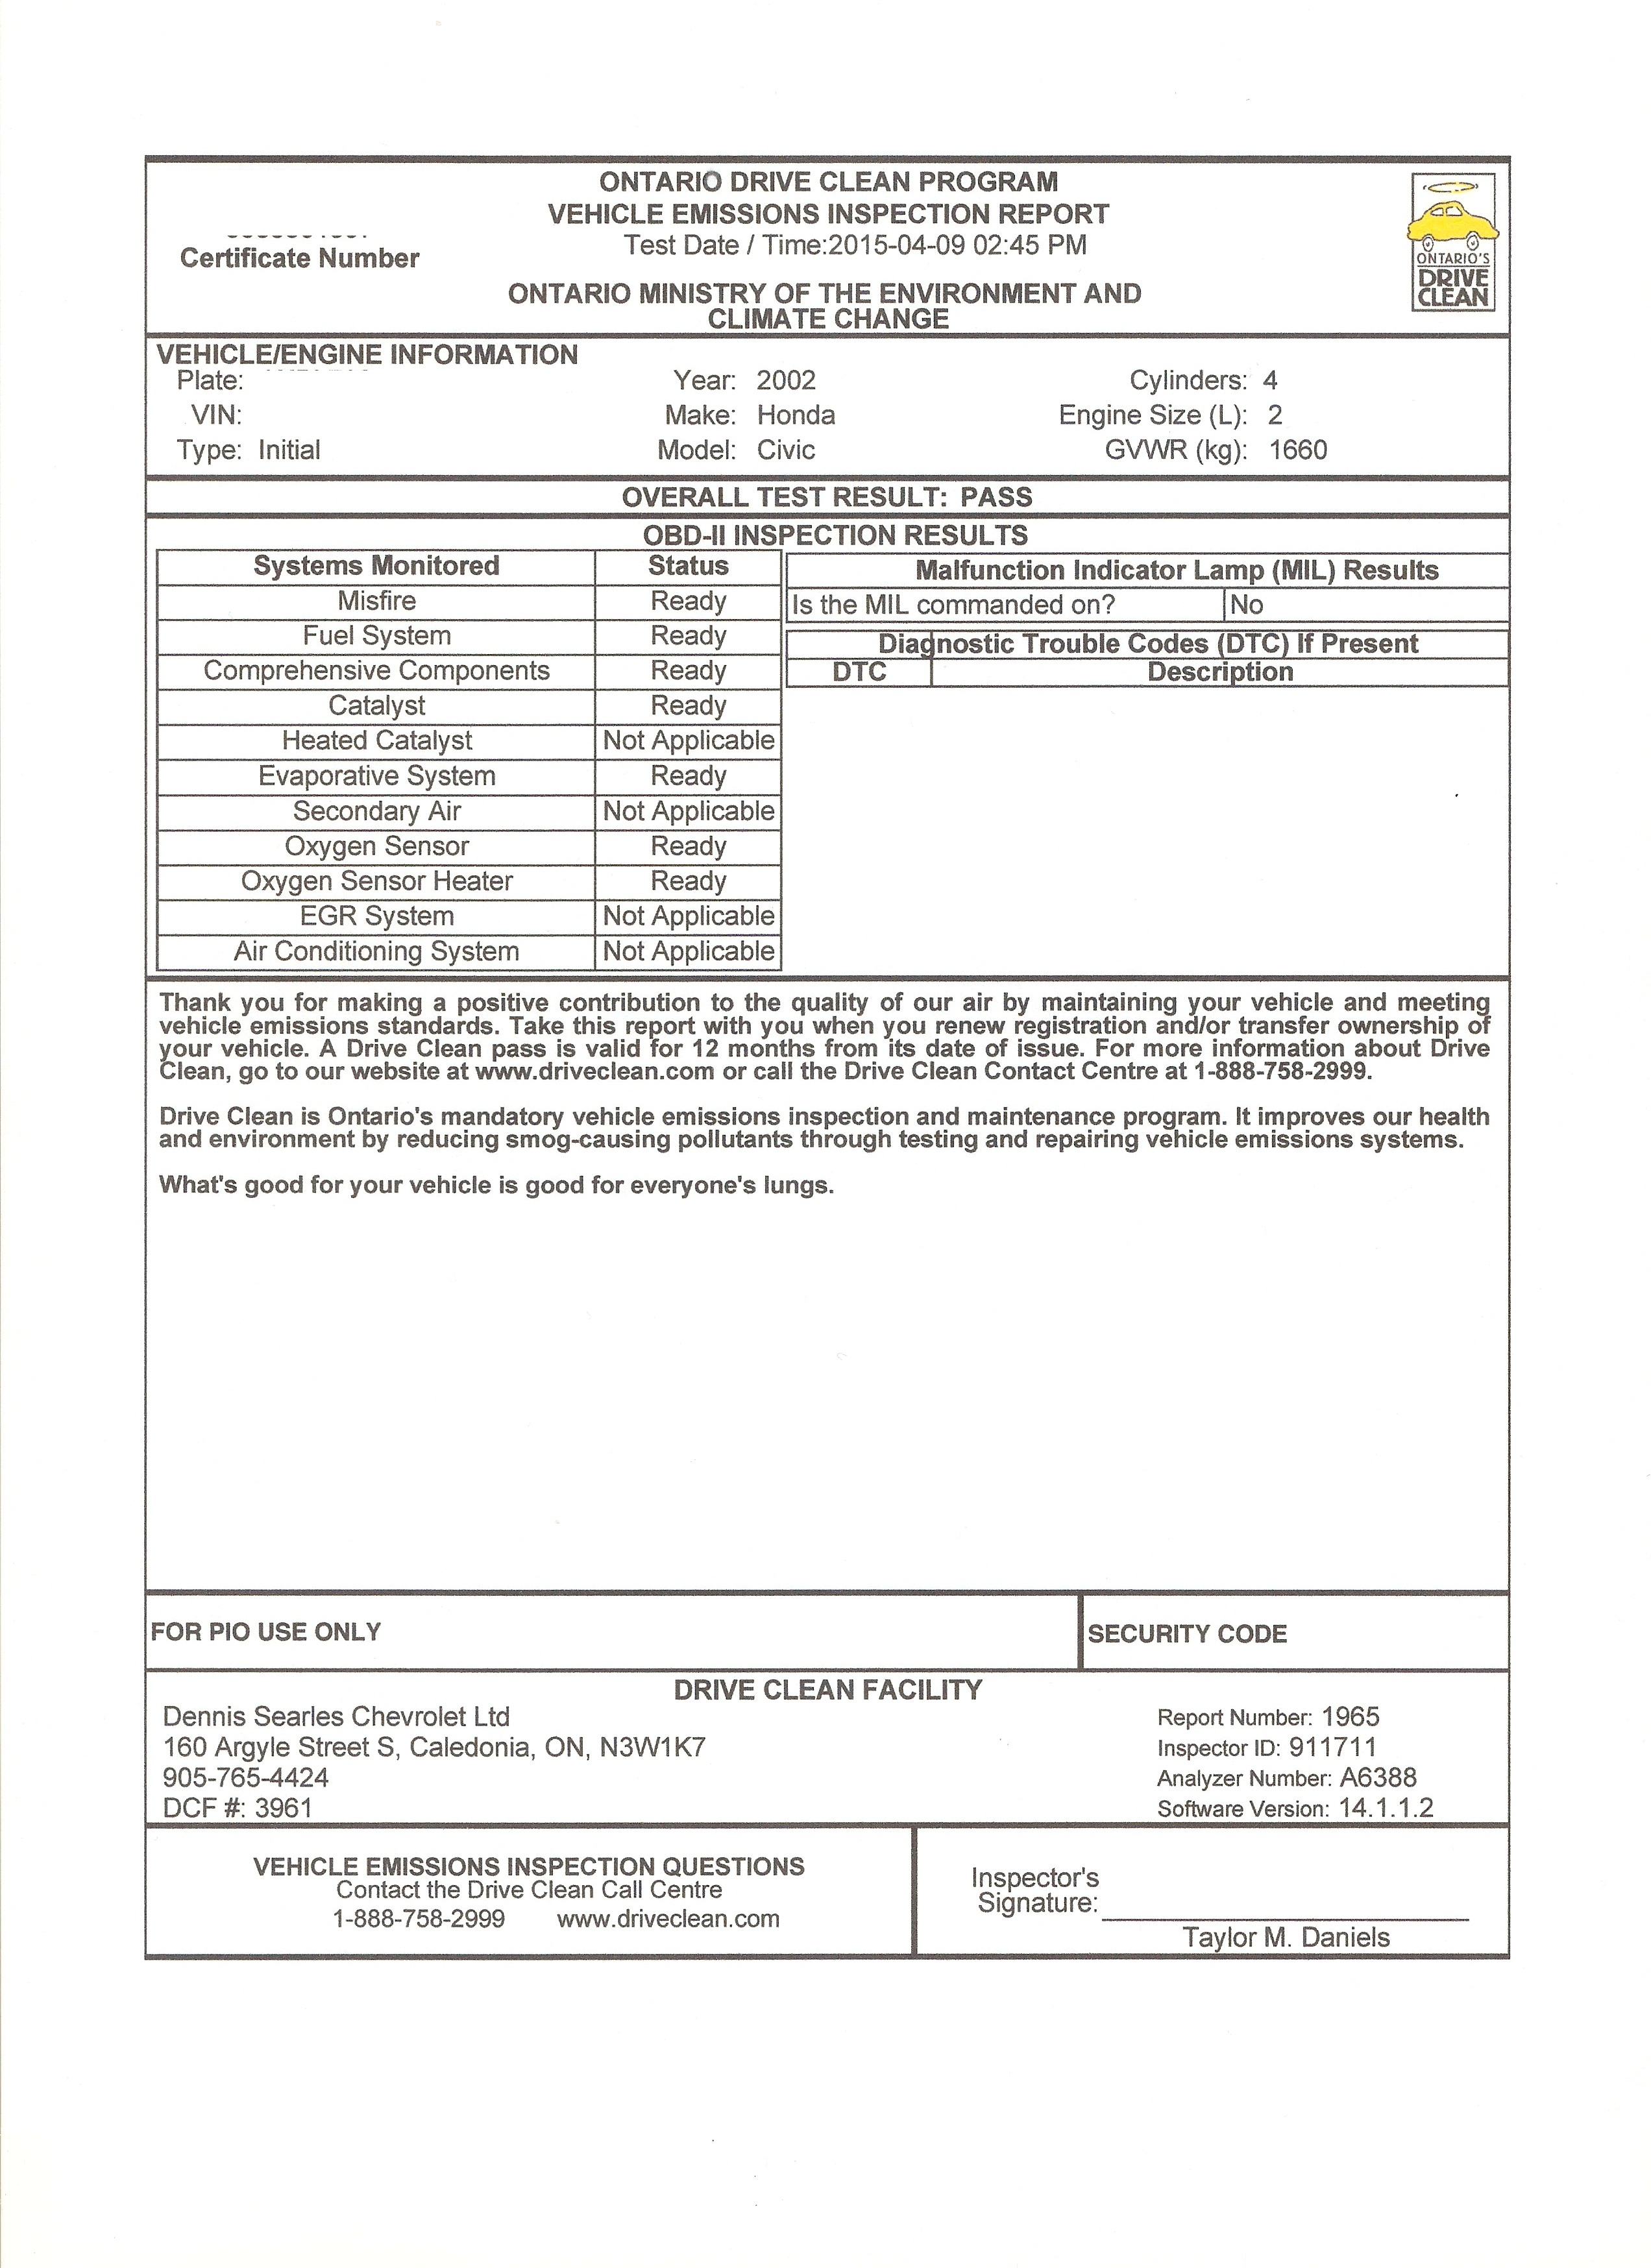 ONTARIO DRIVE CLEAN PROGRAM
VEHICLE EMISSIONS INSPECTION REPORT
Test Date / Time:2015-04-09 02:45 PM
Certificate Number
ONTARIO MINISTRY OF THE ENVIRONMENT AND
CLIMATE CHANGE
ONTARIO'S
DRIVE
CLEAN
VEHICLE/ENGINE INFORMATION
Plate: Year: 2002 Cylinders: 4
VIN: Make: Honda Engine Size (L): 2
Type: Initial Model: Civic GVWR (kg): 1660
OVERALL TEST RESULT: PASS
OBD-II INSPECTION RESULTS
Systems Monitored Status
Misfire Ready
Fuel System Ready
Comprehensive Components Ready
Catalyst Ready
Heated Catalyst Not Applicable
Evaporative System Ready
Secondary Air Not Applicable
Oxygen Sensor Ready
Oxygen Sensor Heater Ready
EGR System Not Applicable
Air Conditioning System Not Applicable
Malfunction Indicator Lamp (MIL) Results
Is the MIL commanded on? No
Diagnostic Trouble Codes (DTC) If Present
DTC Description
Thank you for making a positive contribution to the quality of our air by maintaining your vehicle and meeting
vehicle emissions standards. Take this report with you when you renew registration and/or transfer ownership of
your vehicle. A Drive Clean pass is valid for 12 months from its date of issue. For more information about Drive
Clean, go to our website at www.driveclean.com or call the Drive Clean Contact Centre at 1-888-758-2999.
Drive Clean is Ontario's mandatory vehicle emissions inspection and maintenance program. It improves our health
and environment by reducing smog-causing pollutants through testing and repairing vehicle emissions systems.
What's good for your vehicle is good for everyone's lungs.
FOR PIO USE ONLY SECURITY CODE
DRIVE CLEAN FACILITY
Dennis Searles Chevrolet Ltd
160 Argyle Street S, Caledonia, ON, N3W1K7
905-765-4424
DCF #: 3961
Report Number: 1965
Inspector ID: 911711
Analyzer Number: A6388
Software Version: 14.1.1.2
VEHICLE EMISSIONS INSPECTION QUESTIONS
Contact the Drive Clean Call Centre
1-888-758-2999 www.driveclean.com
Inspector's
Signature:
Taylor M. Daniels